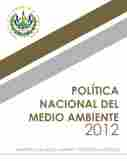 POLÍTICA
NACIONAL DEL
MEDIO AMBIENTE
2012